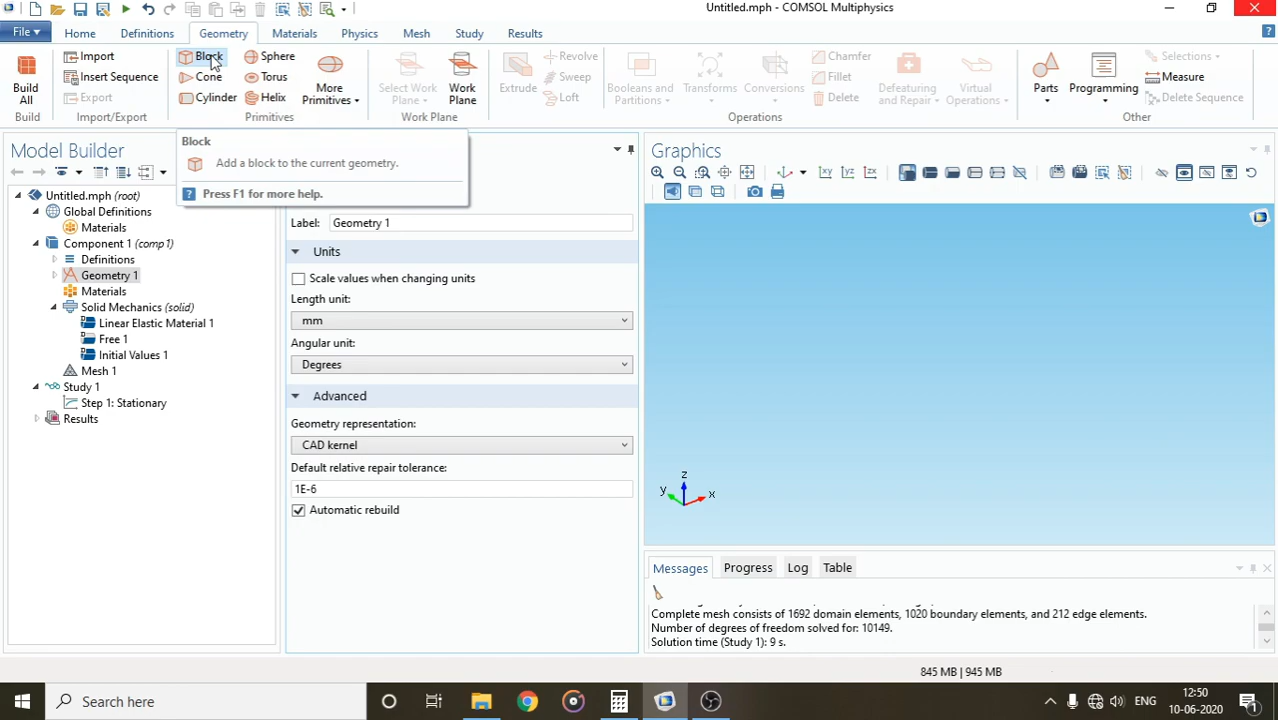 Untitled.mph - COMSOL Multiphysics
File Home Definitions Geometry Materials Physics Mesh Study Results
Import Block Sphere Revolve Chamfer Selections
Insert Sequence Cone Torus Sweep Fillet Measure
Export Cylinder Helix Loft Delete Delete Sequence
Build All
More Primitives
Select Work Plane
Work Plane
Extrude
Booleans and Partitions
Transforms
Conversions
Defeaturing and Repair
Virtual Operations
Parts
Programming
Build Import/Export Primitives Work Plane Operations Other
Block
Add a block to the current geometry.
? Press F1 for more help.
Model Builder
Untitled.mph (root)
Global Definitions
Materials
Component 1 (comp1)
Definitions
Geometry 1
Materials
Solid Mechanics (solid)
Linear Elastic Material 1
Free 1
Initial Values 1
Mesh 1
Study 1
Step 1: Stationary
Results
Label: Geometry 1
Units
Scale values when changing units
Length unit:
mm
Angular unit:
Degrees
Advanced
Geometry representation:
CAD kernel
Default relative repair tolerance:
1E-6
Automatic rebuild
Graphics
xy yz zx
z
y
x
Messages Progress Log Table
Complete mesh consists of 1692 domain elements, 1020 boundary elements, and 212 edge elements.
Number of degrees of freedom solved for: 10149.
Solution time (Study 1): 9 s.
845 MB | 945 MB
Search here
ENG
12:50
10-06-2020
1